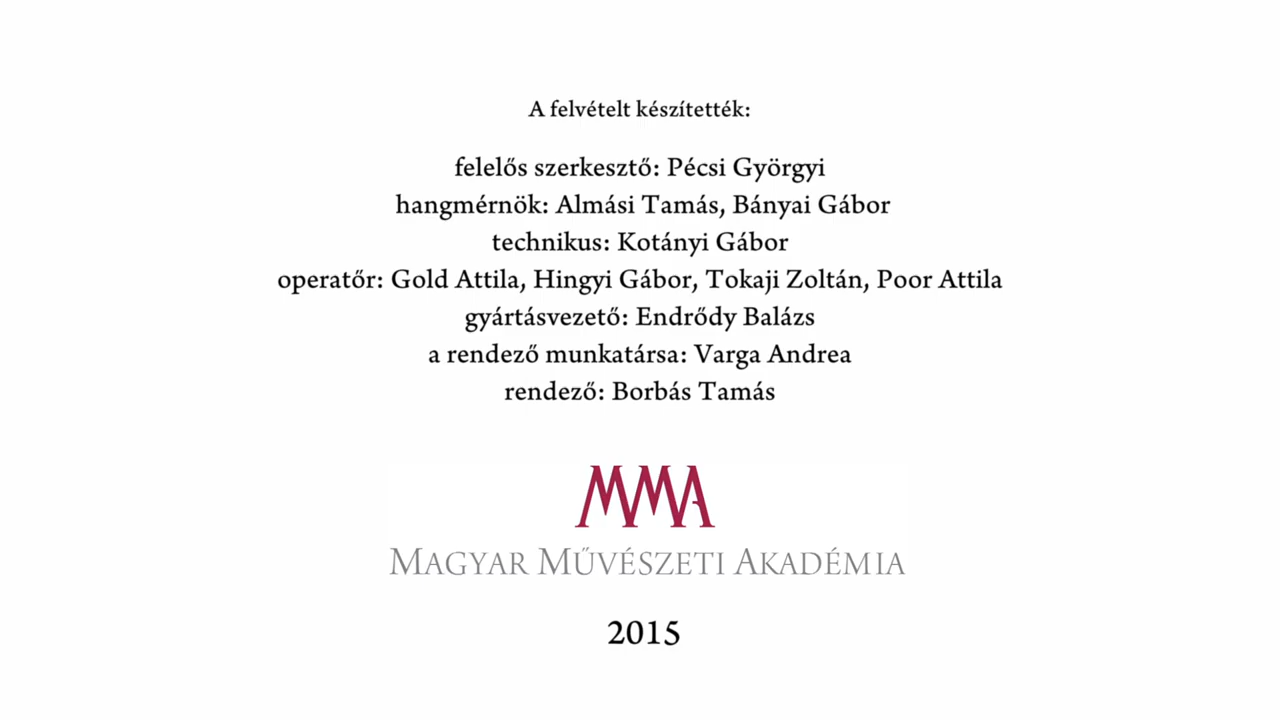 A felvételt készítették:
felelős szerkesztő: Pécsi Györgyi
hangmérnök: Almási Tamás, Bányai Gábor
technikus: Kotányi Gábor
operatőr: Gold Attila, Hingyi Gábor, Tokaji Zoltán, Poor Attila
gyártásvezető: Endrődy Balázs
a rendező munkatársa: Varga Andrea
rendező: Borbás Tamás
MMA
MAGYAR MŰVÉSZETI AKADÉMIA
2015